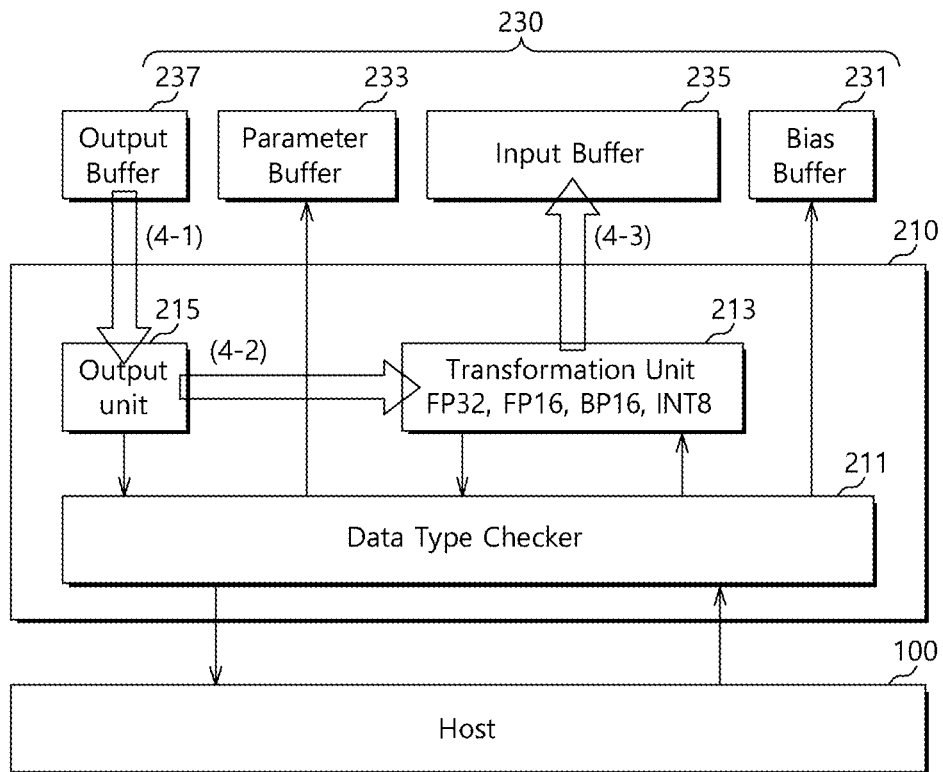 230
237
233
235
231
Output
Buffer
Parameter
Buffer
Input Buffer
Bias
Buffer
(4-1)
(4-3)
210
215
213
(4-2)
Output
unit
Transformation Unit
FP32, FP16, BP16, INT8
211
Data Type Checker
100
Host